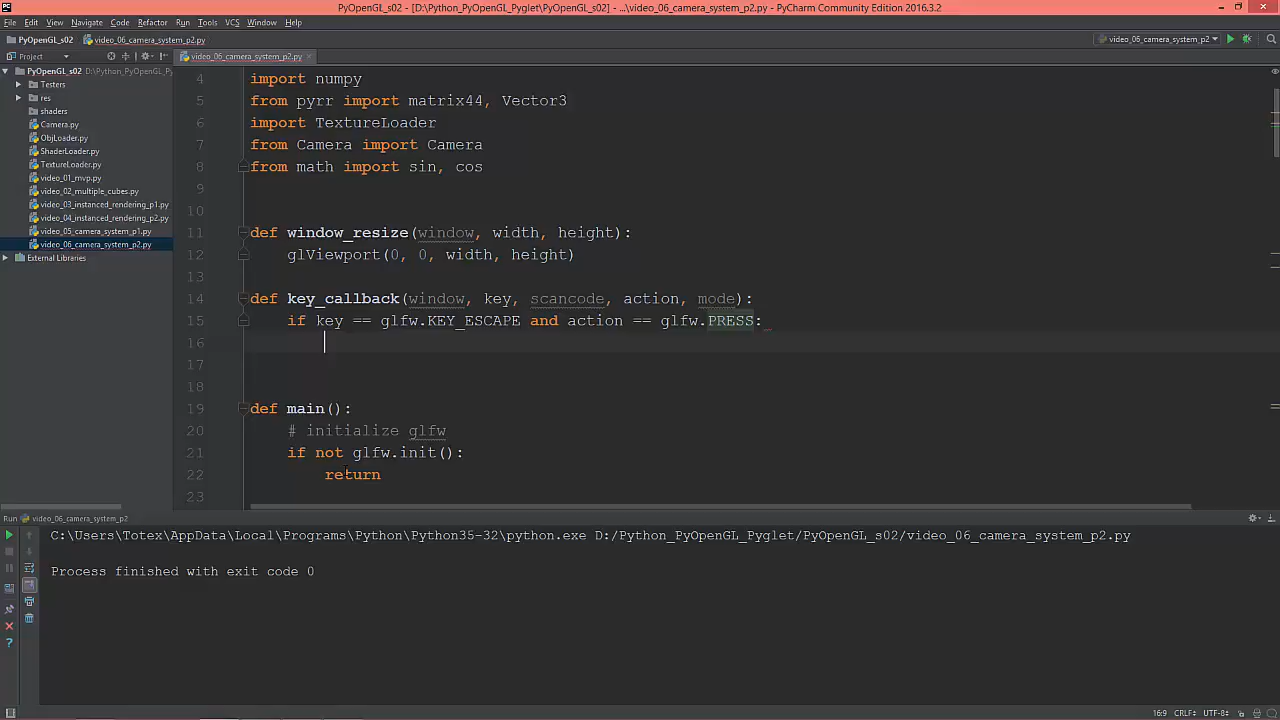 PyOpenGL_s02 - [D:\Python_PyOpenGL_Pyglet\PyOpenGL_s02] - ...\video_06_camera_system_p2.py - PyCharm Community Edition 2016.3.2
File Edit View Navigate Code Refactor Run Tools VCS Window Help
PyOpenGL_s02 video_06_camera_system_p2.py video_06_camera_system_p2
Project video_06_camera_system_p2.py
PyOpenGL_s02 D:\Python_PyOpenGL_P
Testers
res
shaders
Camera.py
ObjLoader.py
ShaderLoader.py
TextureLoader.py
video_01_mvp.py
video_02_multiple_cubes.py
video_03_instanced_rendering_p1.py
video_04_instanced_rendering_p2.py
video_05_camera_system_p1.py
video_06_camera_system_p2.py
External Libraries
4 import numpy
5 from pyrr import matrix44, Vector3
6 import TextureLoader
7 from Camera import Camera
8 from math import sin, cos
9
10
11 def window_resize(window, width, height):
12 glViewport(0, 0, width, height)
13
14 def key_callback(window, key, scancode, action, mode):
15 if key == glfw.KEY_ESCAPE and action == glfw.PRESS:
16
17
18
19 def main():
20 # initialize glfw
21 if not glfw.init():
22 return
23
Run video_06_camera_system_p2
C:\Users\Totex\AppData\Local\Programs\Python\Python35-32\python.exe D:/Python_PyOpenGL_Pyglet/PyOpenGL_s02/video_06_camera_system_p2.py
Process finished with exit code 0
16:9 CRLF÷ UTF-8÷